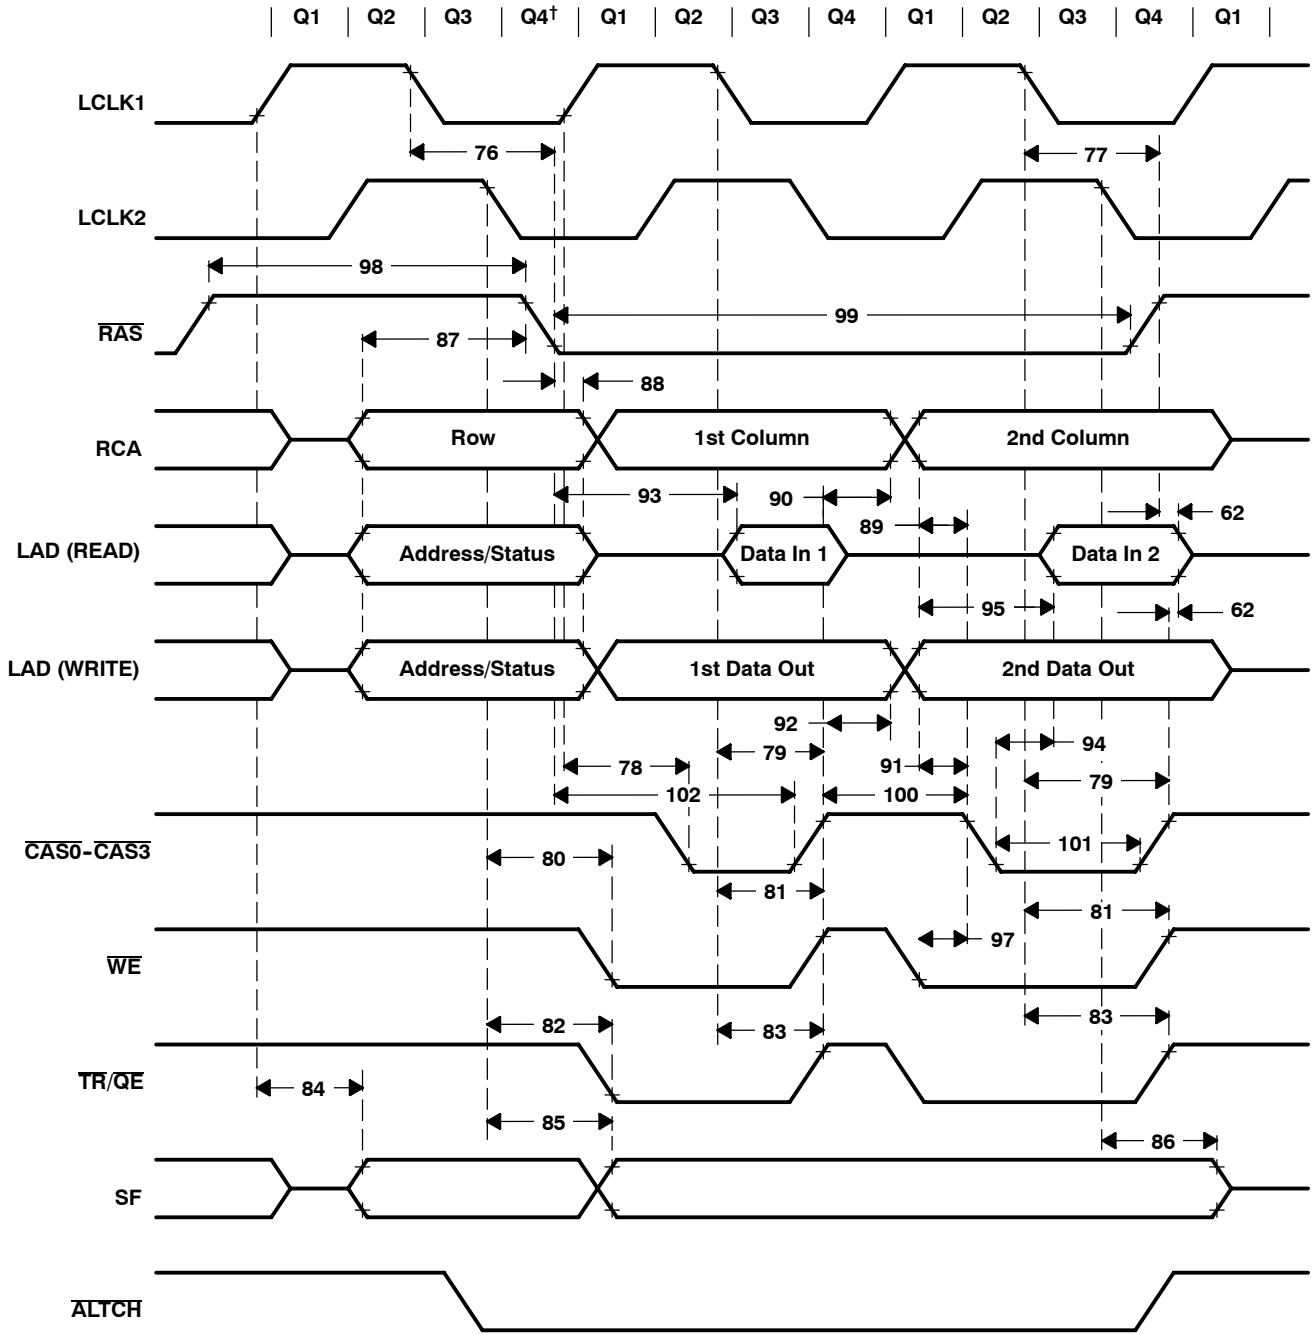 Q1 Q2 Q3 Q4† Q1 Q2 Q3 Q4 Q1 Q2 Q3 Q4 Q1
LCLK1
76 77
LCLK2
98
99
RAS
87
88
RCA Row 1st Column 2nd Column
93 90
62
89
LAD (READ) Address/Status Data In 1 Data In 2
95 62
LAD (WRITE) Address/Status 1st Data Out 2nd Data Out
92
94
79
78 91
79
102 100
CAS0-CAS3
101
80
81
81
97
WE
83
82 83
TR/QE
84
85
86
SF
ALTCH